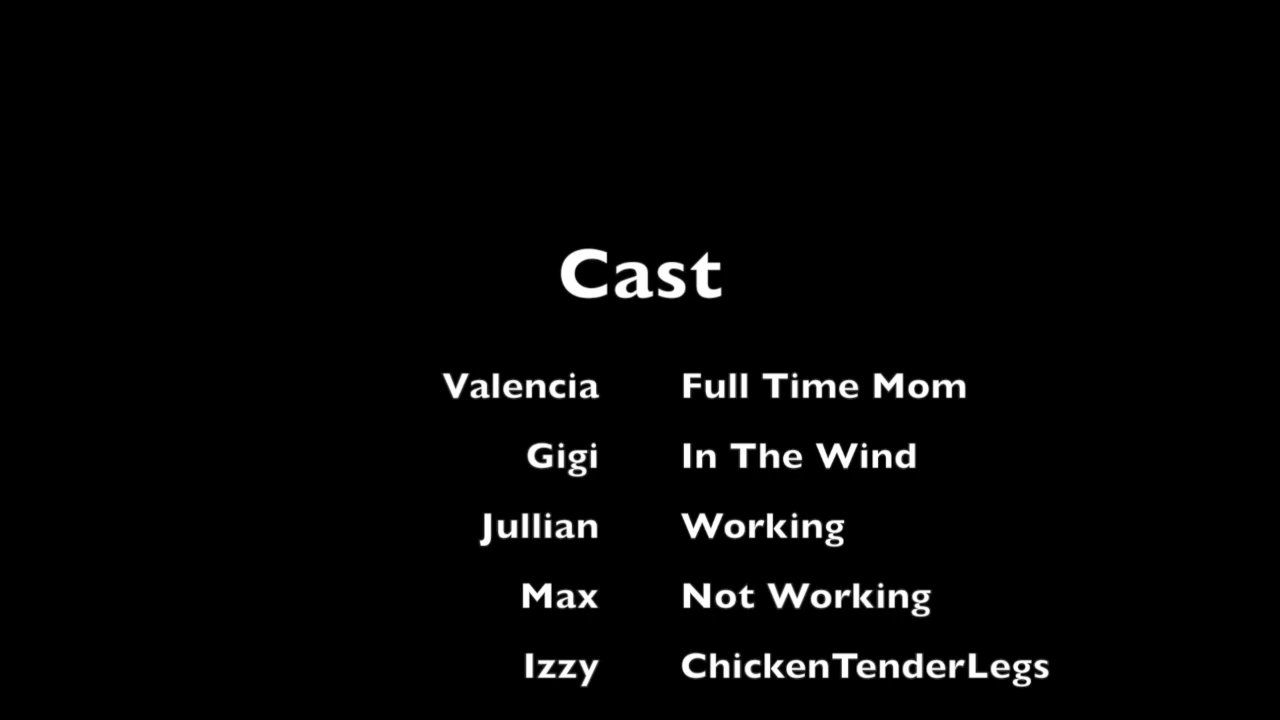 Cast
Valencia Full Time Mom
Gigi In The Wind
Jullian Working
Max Not Working
Izzy ChickenTenderLegs